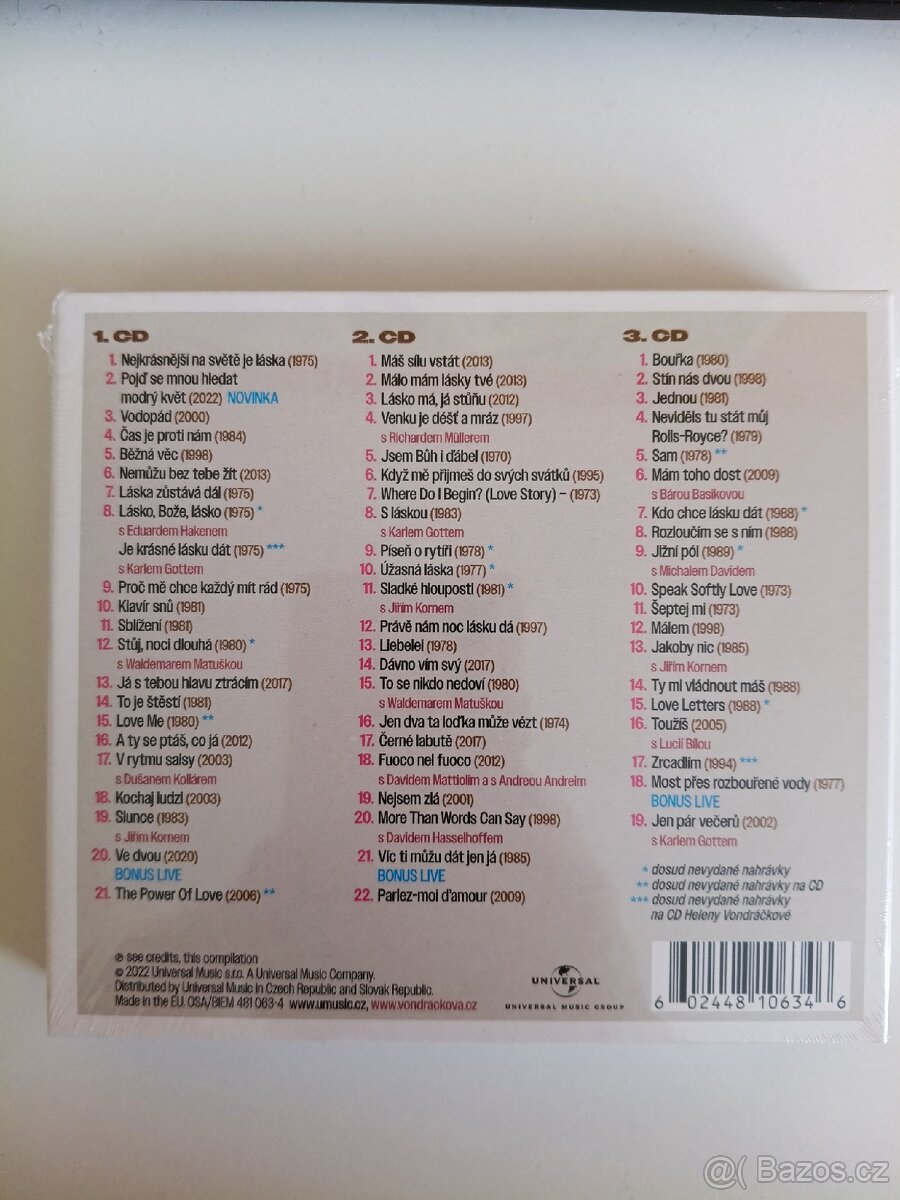 1. CD
1. Nejkrásnější na světě je láska (1975)
2. Pojď se mnou hledat
modrý květ (2022) NOVINKA
3. Vodopád (2000)
4. Čas je proti nám (1984)
5. Běžná věc (1998)
6. Nemůžu bez tebe žít (2013)
7. Láska zůstává dál (1975)
8. Lásko, Bože, lásko (1975) *
s Eduardem Hakenem
Je krásné lásku dát (1975) ***
s Karlem Gottem
9. Proč mě chce každý mít rád (1975)
10. Klavír snů (1981)
11. Sblížení (1981)
12. Stůj, noci dlouhá (1980) *
s Waldemarem Matuškou
13. Já s tebou hlavu ztrácím (2017)
14. To je štěstí (1981)
15. Love Me (1980) **
16. A ty se ptáš, co já (2012)
17. V rytmu salsy (2003)
s Dušanem Kollárem
18. Kochaj ludzi (2003)
19. Slunce (1983)
s Jiřím Kornem
20. Ve dvou (2020)
BONUS LIVE
21. The Power Of Love (2006) **
2. CD
1. Máš sílu vstát (2013)
2. Málo mám lásky tvé (2013)
3. Lásko má, já stůňu (2012)
4. Venku je déšť a mráz (1997)
s Richardem Müllerem
5. Jsem Bůh i ďábel (1970)
6. Když mě přijmeš do svých svátků (1995)
7. Where Do I Begin? (Love Story) – (1973)
8. S láskou (1983)
s Karlem Gottem
9. Píseň o rytíři (1978) *
10. Úžasná láska (1977) *
11. Sladké hlouposti (1981) *
s Jiřím Kornem
12. Právě nám noc lásku dá (1997)
13. Liebelei (1978)
14. Dávno vím svý (2017)
15. To se nikdo nedoví (1980)
s Waldemarem Matuškou
16. Jen dva ta loďka může vézt (1974)
17. Černé labutě (2017)
18. Fuoco nel fuoco (2012)
s Davidem Mattiolim a s Andreou Andreim
19. Nejsem zlá (2001)
20. More Than Words Can Say (1998)
s Davidem Hasselhoffem
21. Víc ti můžu dát jen já (1985)
BONUS LIVE
22. Parlez-moi d'amour (2009)
3. CD
1. Bouřka (1980)
2. Stín nás dvou (1998)
3. Jednou (1981)
4. Neviděls tu stát můj
Rolls-Royce? (1979)
5. Sam (1978) **
6. Mám toho dost (2009)
s Bárou Basikovou
7. Kdo chce lásku dát (1988) *
8. Rozloučím se s ním (1988)
9. Jižní pól (1989) *
s Michalem Davidem
10. Speak Softly Love (1973)
11. Šeptej mi (1973)
12. Málem (1998)
13. Jakoby nic (1985)
s Jiřím Kornem
14. Ty mi vládnout máš (1988)
15. Love Letters (1988) *
16. Toužíš (2005)
s Lucií Bílou
17. Zrcadlím (1994) ***
18. Most přes rozbouřené vody (1977)
BONUS LIVE
19. Jen pár večerů (2002)
s Karlem Gottem
* dosud nevydané nahrávky
** dosud nevydané nahrávky na CD
*** dosud nevydané nahrávky
na CD Heleny Vondráčkové
℗ see credits, this compilation
© 2022 Universal Music s.r.o. A Universal Music Company.
Distributed by Universal Music in Czech Republic and Slovak Republic.
Made in the EU. OSA/BIEM 481 063-4 www.umusic.cz, www.vondrackova.cz
UNIVERSAL
UNIVERSAL MUSIC GROUP
6 02448 10634 6
@( Bazos.cz